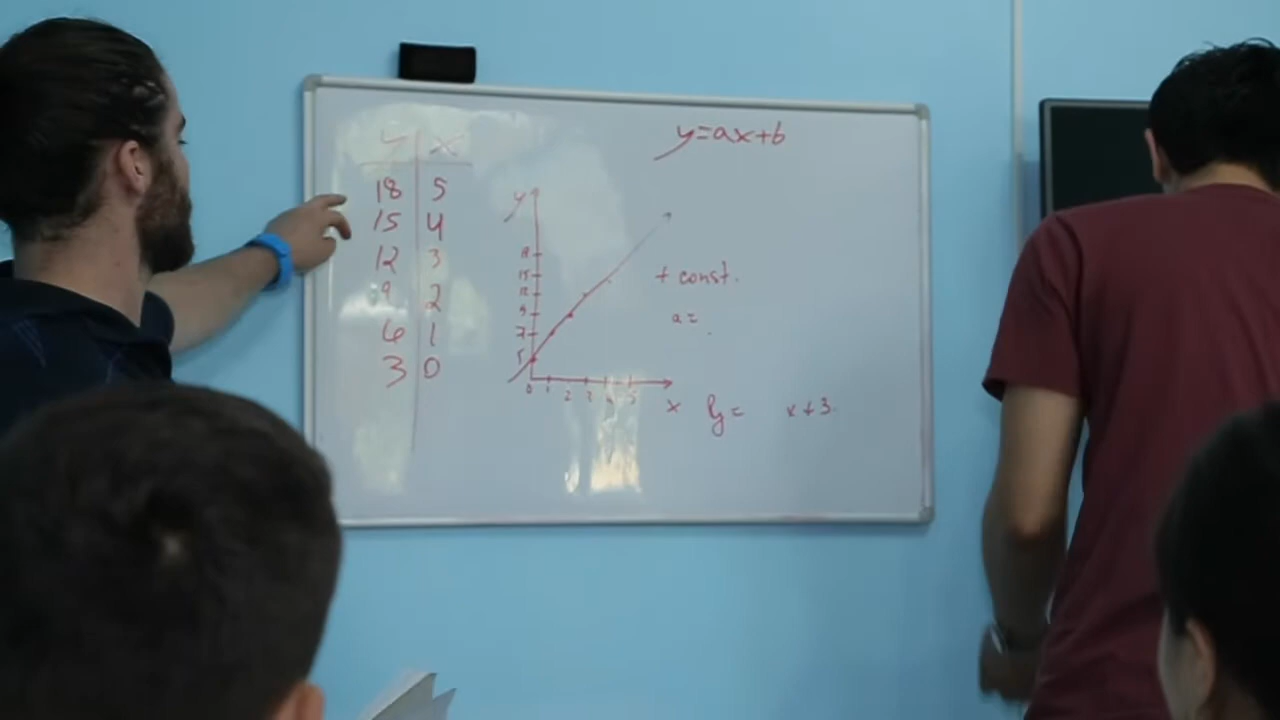 y=ax+b
y x
18 5
15 4
12 3
9 2
6 1
3 0
y
18
15
12
9
7
5
0 1 2 3 4 5
x
+ const.
a=
y= x+3